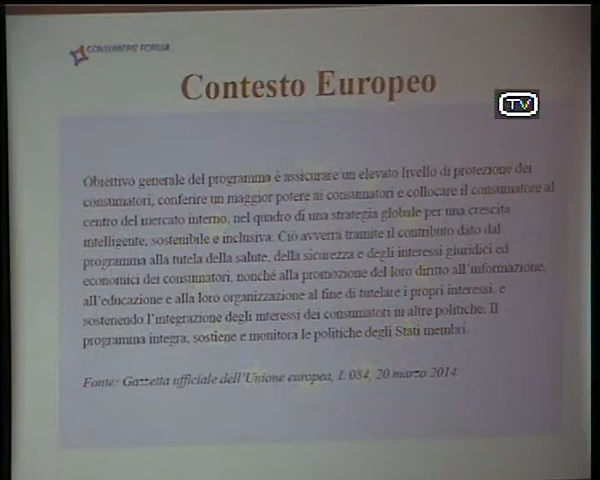 CONSUMERS' FORUM
Contesto Europeo
TV
Obiettivo generale del programma è assicurare un elevato livello di protezione dei
consumatori, conferire un maggior potere ai consumatori e collocare il consumatore al
centro del mercato interno, nel quadro di una strategia globale per una crescita
intelligente, sostenibile e inclusiva. Ciò avverrà tramite il contributo dato dal
programma alla tutela della salute, della sicurezza e degli interessi giuridici ed
economici dei consumatori, nonché alla promozione del loro diritto all'informazione,
all'educazione e alla loro organizzazione al fine di tutelare i propri interessi, e
sostenendo l'integrazione degli interessi dei consumatori in altre politiche. Il
programma integra, sostiene e monitora le politiche degli Stati membri.
Fonte: Gazzetta ufficiale dell'Unione europea, L 084, 20 marzo 2014